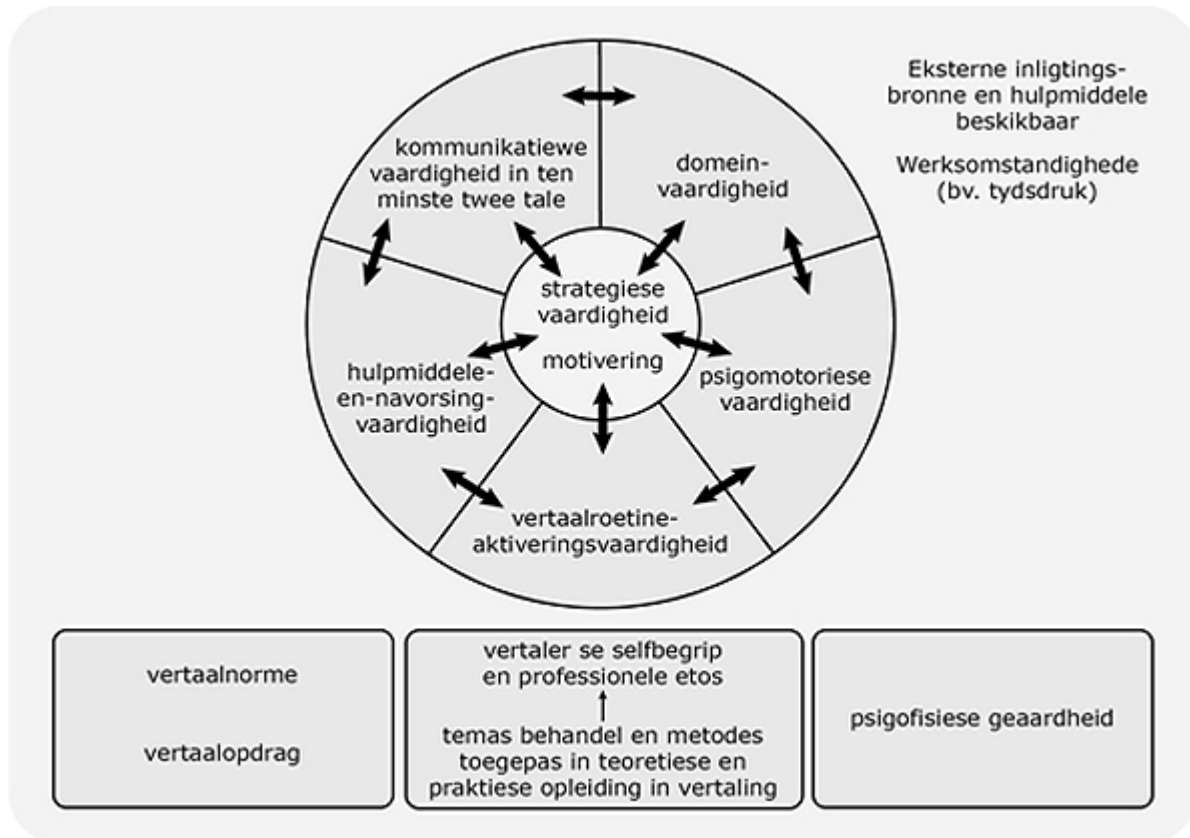 kommunikatiewe
vaardigheid in ten
minste twee tale
domein-
vaardigheid
Eksterne inligtings-
bronne en hulpmiddele
beskikbaar
Werksomstandighede
(bv. tydsdruk)
strategiese
vaardigheid
motivering
hulpmiddele-
en-navorsing-
vaardigheid
psigomotoriese
vaardigheid
vertaalroetine-
aktiveringsvaardigheid
vertaalnorme
vertaalopdrag
vertaler se selfbegrip
en professionele etos
temas behandel en metodes
toegepas in teoretiese en
praktiese opleiding in vertaling
psigofisiese geaardheid